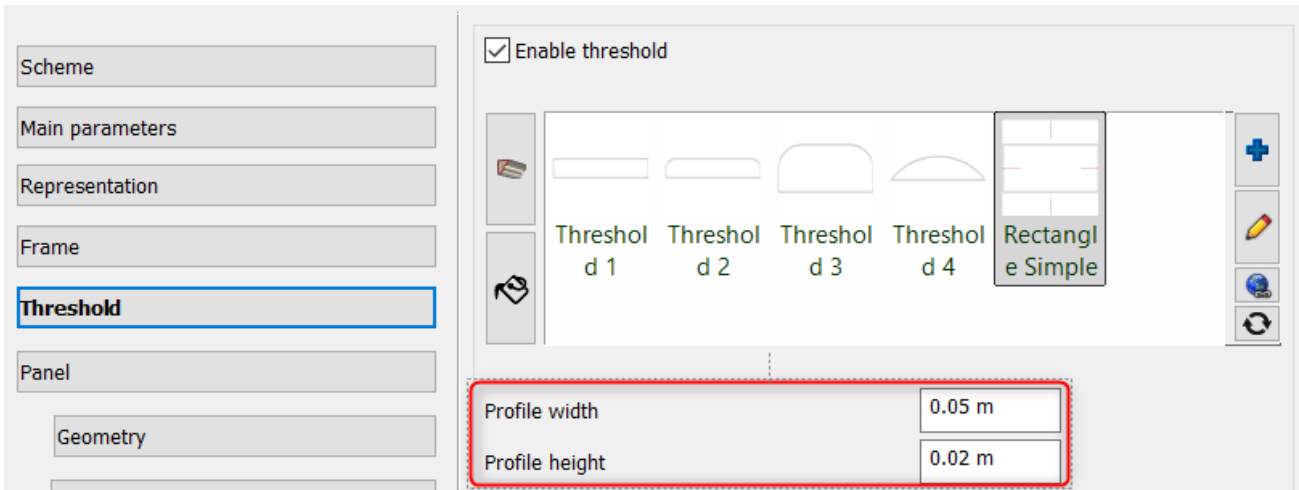 Scheme
Main parameters
Representation
Frame
Threshold
Panel
Geometry
Enable threshold
Threshol
d 1
Threshol
d 2
Threshol
d 3
Threshol
d 4
Rectangl
e Simple
Profile width
0.05 m
Profile height
0.02 m